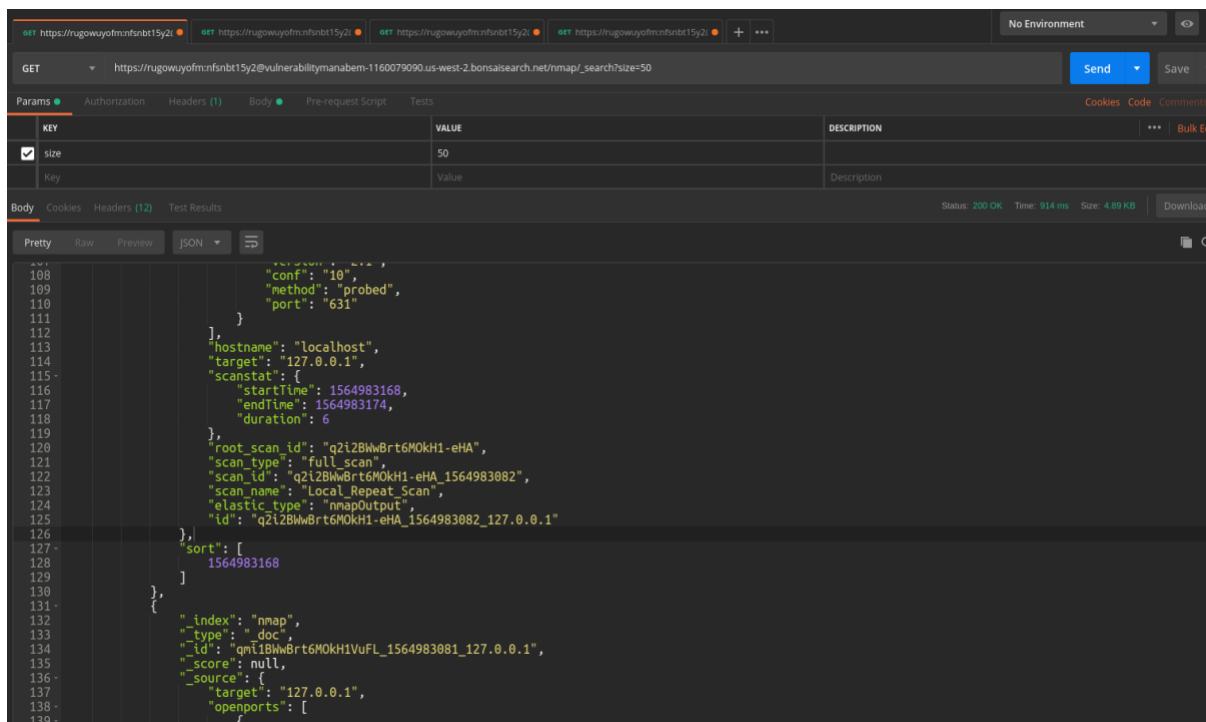 GET https://rugowuyofm:nfsnbt15y2( GET https://rugowuyofm:nfsnbt15y2( GET https://rugowuyofm:nfsnbt15y2( GET https://rugowuyofm:nfsnbt15y2( + ••• No Environment
GET https://rugowuyofm:nfsnbt15y2@vulnerabilitymanabem-1160079090.us-west-2.bonsaisearch.net/nmap/_search?size=50 Send Save
Params Authorization Headers (1) Body Pre-request Script Tests Cookies Code Comments
KEY VALUE DESCRIPTION ••• Bulk E
size 50
Key Value Description
Body Cookies Headers (12) Test Results Status: 200 OK Time: 914 ms Size: 4.89 KB Download
Pretty Raw Preview JSON
107 "version": "2.1",
108 "conf": "10",
109 "method": "probed",
110 "port": "631"
111 }
112 ],
113 "hostname": "localhost",
114 "target": "127.0.0.1",
115 "scanstat": {
116 "startTime": 1564983168,
117 "endTime": 1564983174,
118 "duration": 6
119 },
120 "root_scan_id": "q2i2BWwBrt6MOkH1-eHA",
121 "scan_type": "full_scan",
122 "scan_id": "q2i2BWwBrt6MOkH1-eHA_1564983082",
123 "scan_name": "Local_Repeat_Scan",
124 "elastic_type": "nmapOutput",
125 "id": "q2i2BWwBrt6MOkH1-eHA_1564983082_127.0.0.1"
126 },
127 "sort": [
128 1564983168
129 ]
130 },
131 {
132 "_index": "nmap",
133 "_type": "_doc",
134 "_id": "qmi1BWwBrt6MOkH1VuFL_1564983081_127.0.0.1",
135 "_score": null,
136 "_source": {
137 "target": "127.0.0.1",
138 "openports": [
139 {